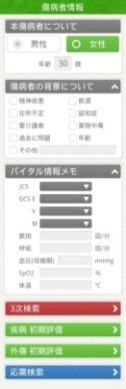 傷病者情報
本傷病者について
男性 女性
年齢 30 歳
傷病者の背景について
精神疾患 飲酒
住所不定 認知症
要介護者 薬物中毒
過去に問題 年齢
その他
バイタル情報メモ
JCS
GCS E
V
M
脈拍 回/分
呼吸 回/分
血圧(収縮期) mmHg
SpO2 %
体温 ℃
3次検索
疾病 初期評価
外傷 初期評価
応需検索